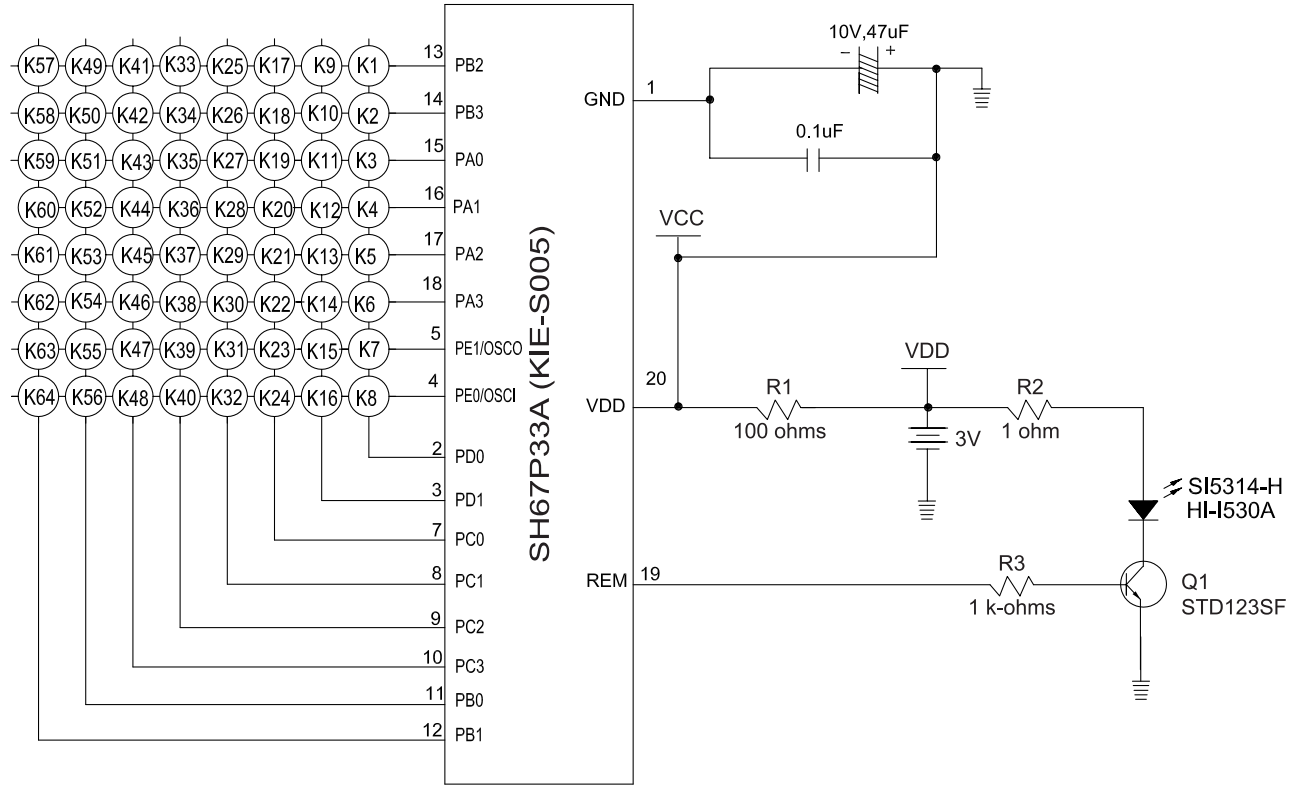 K57 K49 K41 K33 K25 K17 K9 K1 13 PB2
K58 K50 K42 K34 K26 K18 K10 K2 14 PB3
K59 K51 K43 K35 K27 K19 K11 K3 15 PA0
K60 K52 K44 K36 K28 K20 K12 K4 16 PA1
K61 K53 K45 K37 K29 K21 K13 K5 17 PA2
K62 K54 K46 K38 K30 K22 K14 K6 18 PA3
K63 K55 K47 K39 K31 K23 K15 K7 5 PE1/OSCO
K64 K56 K48 K40 K32 K24 K16 K8 4 PE0/OSCI
2 PD0
3 PD1
7 PC0
8 PC1
9 PC2
10 PC3
11 PB0
12 PB1
SH67P33A (KIE-S005)
GND 1
10V,47uF
– +
0.1uF
VCC
VDD 20
R1
100 ohms
VDD
3V
R2
1 ohm
SI5314-H
HI-I530A
REM 19
R3
1 k-ohms
Q1
STD123SF